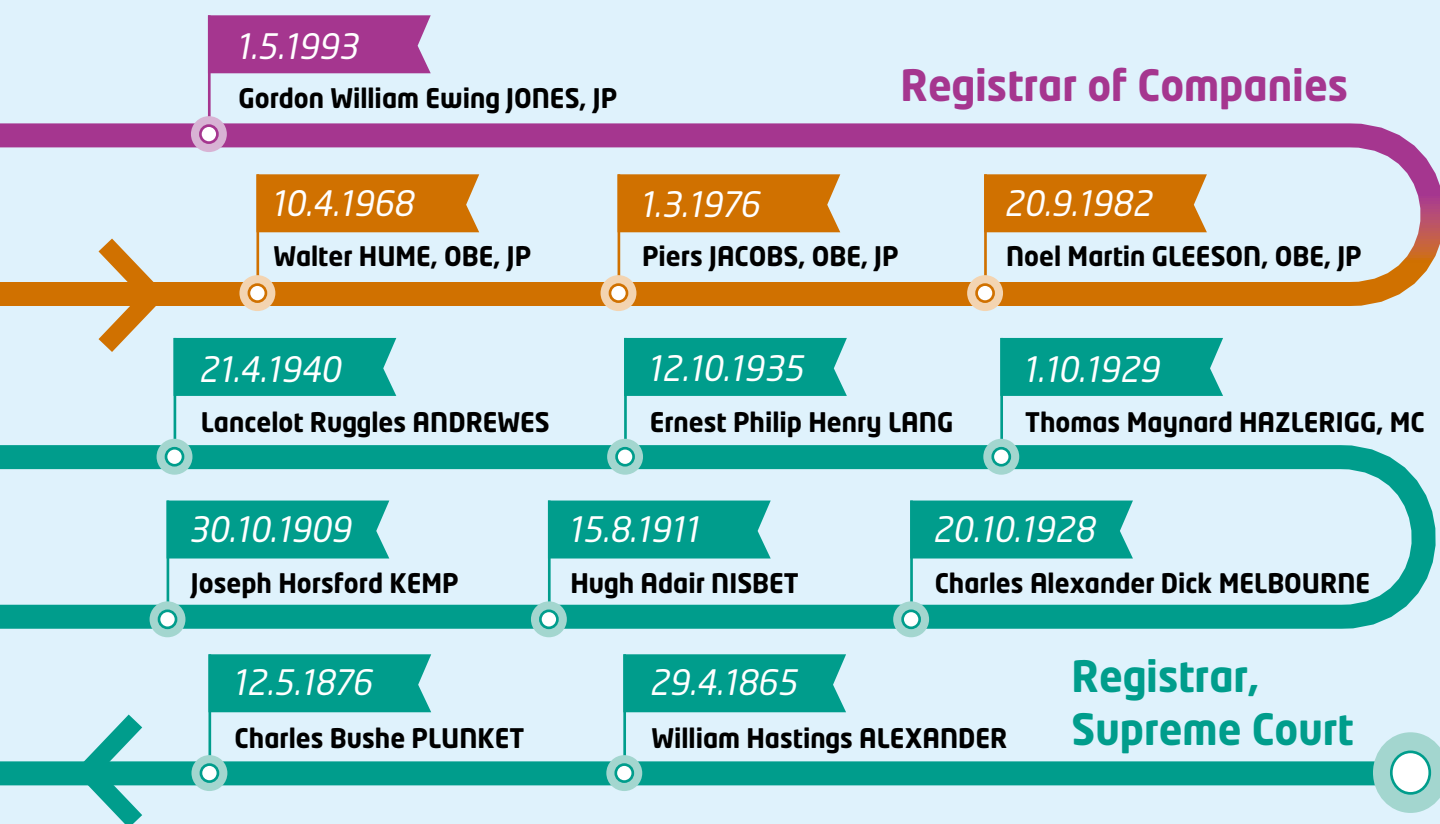 1.5.1993
Gordon William Ewing JONES, JP
Registrar of Companies
10.4.1968
Walter HUME, OBE, JP
1.3.1976
Piers JACOBS, OBE, JP
20.9.1982
Noel Martin GLEESON, OBE, JP
21.4.1940
Lancelot Ruggles ANDREWES
12.10.1935
Ernest Philip Henry LANG
1.10.1929
Thomas Maynard HAZLERIGG, MC
30.10.1909
Joseph Horsford KEMP
15.8.1911
Hugh Adair NISBET
20.10.1928
Charles Alexander Dick MELBOURNE
12.5.1876
Charles Bushe PLUNKET
29.4.1865
William Hastings ALEXANDER
Registrar,
Supreme Court